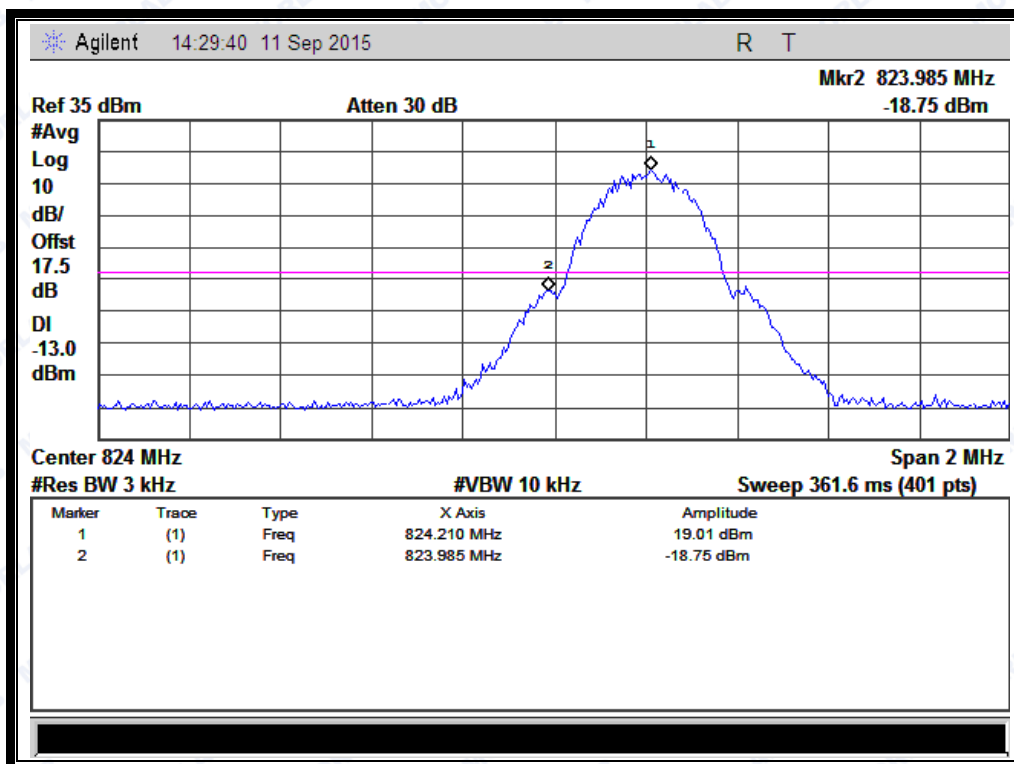 Agilent 14:29:40 11 Sep 2015 R T
Mkr2 823.985 MHz
Ref 35 dBm Atten 30 dB -18.75 dBm
#Avg
Log
10
dB/
Offst
17.5
dB
DI
-13.0
dBm
1
2
Center 824 MHz Span 2 MHz
#Res BW 3 kHz #VBW 10 kHz Sweep 361.6 ms (401 pts)
Marker Trace Type X Axis Amplitude
1 (1) Freq 824.210 MHz 19.01 dBm
2 (1) Freq 823.985 MHz -18.75 dBm